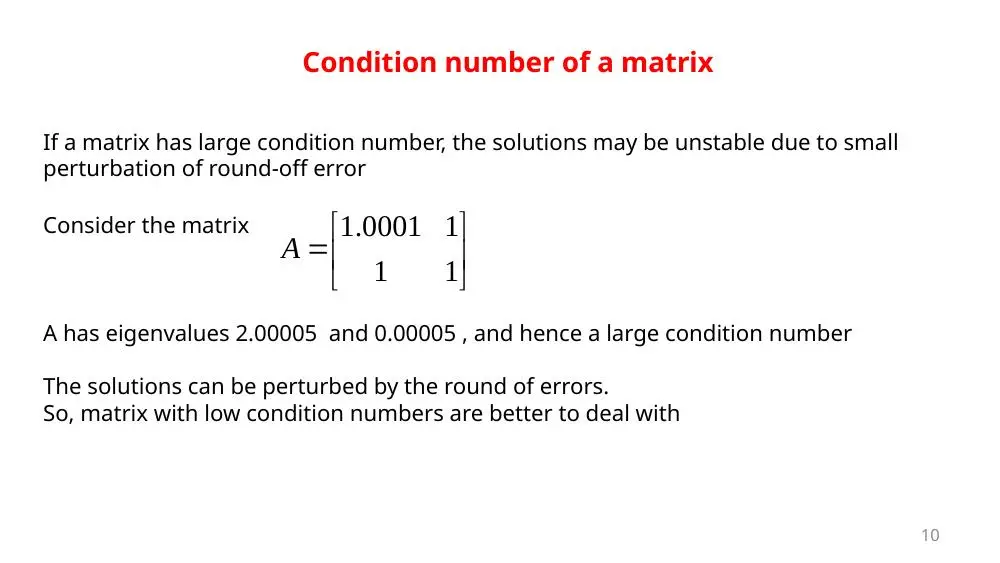 Condition number of a matrix
If a matrix has large condition number, the solutions may be unstable due to small
perturbation of round-off error
Consider the matrix
A = [1.0001 1
1 1]
A has eigenvalues 2.00005 and 0.00005 , and hence a large condition number
The solutions can be perturbed by the round of errors.
So, matrix with low condition numbers are better to deal with
10